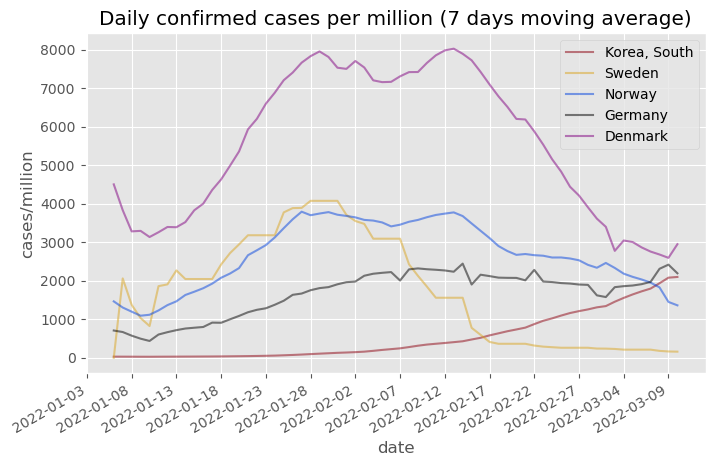 Daily confirmed cases per million (7 days moving average)
8000
7000
6000
5000
4000
3000
2000
1000
0
cases/million
Korea, South
Sweden
Norway
Germany
Denmark
2022-01-03
2022-01-08
2022-01-13
2022-01-18
2022-01-23
2022-01-28
2022-02-02
2022-02-07
2022-02-12
2022-02-17
2022-02-22
2022-02-27
2022-03-04
2022-03-09
date